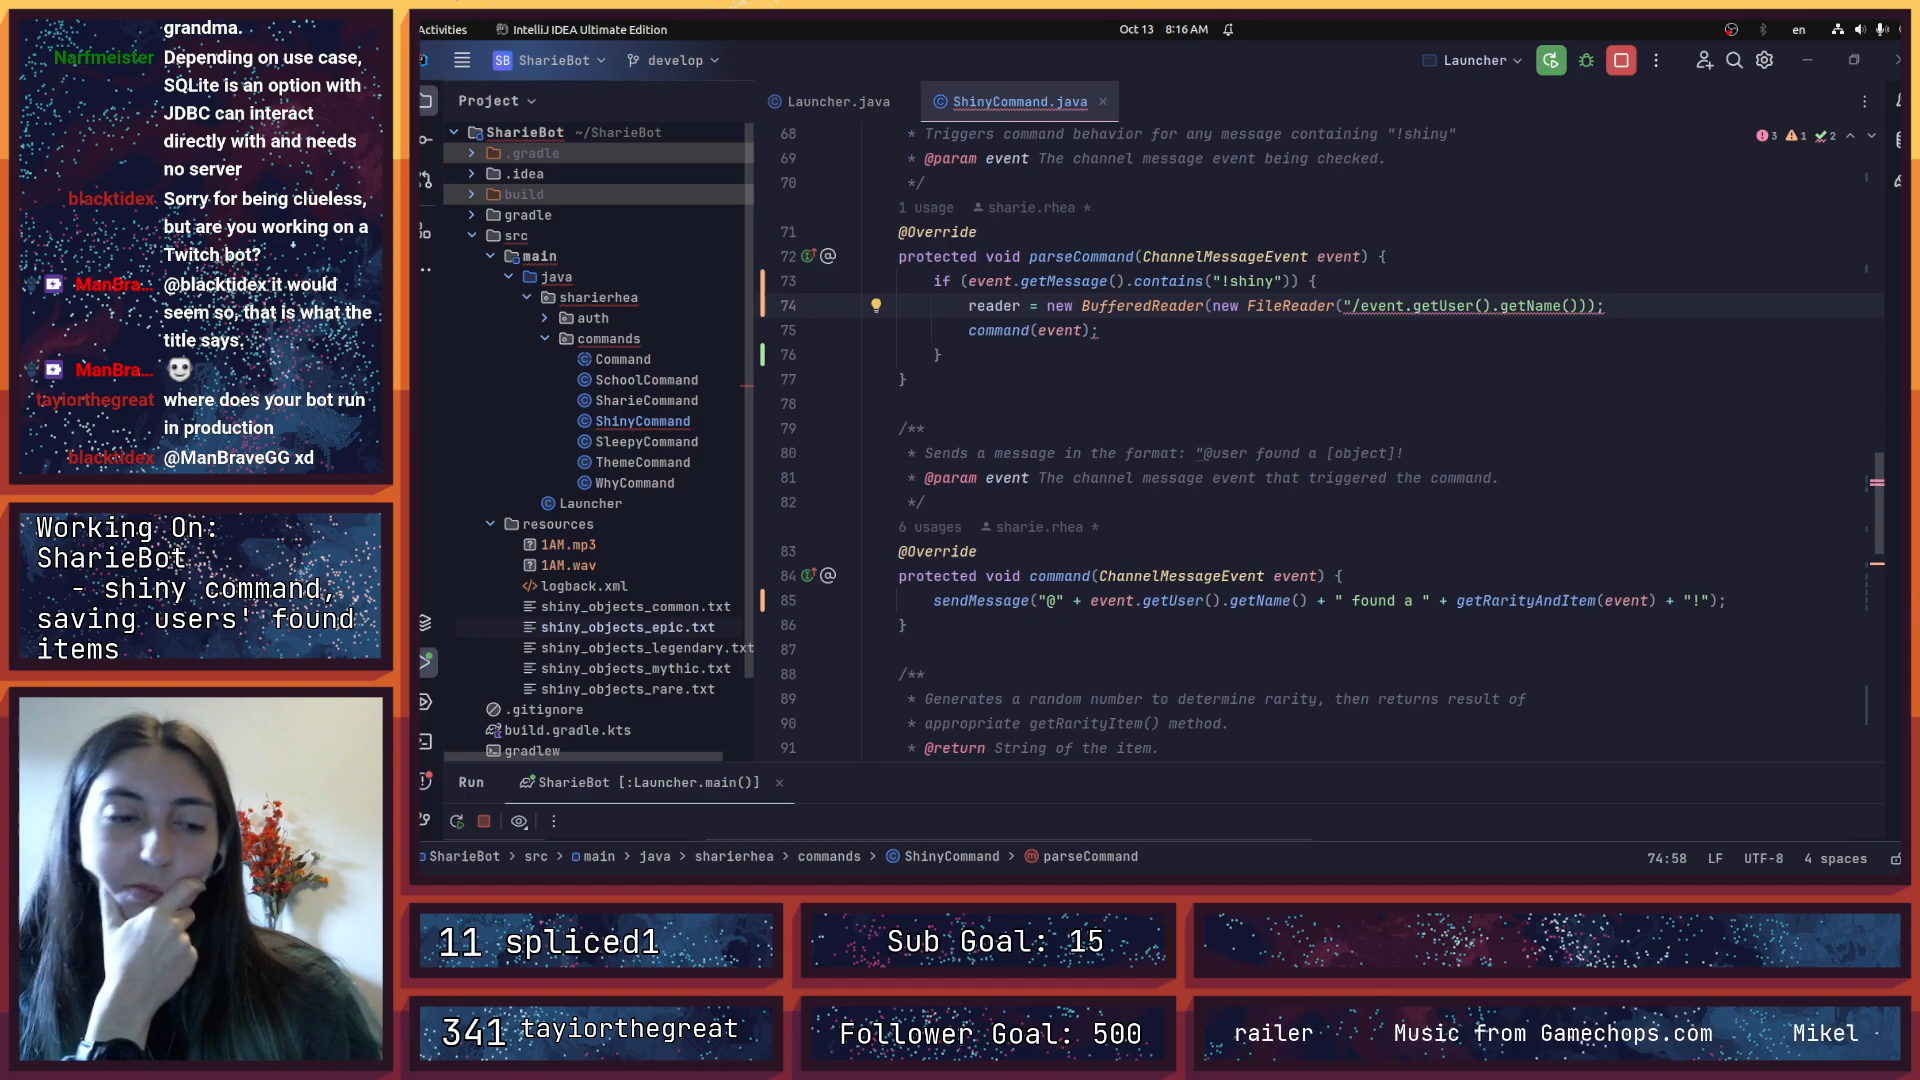 grandma.
Narfmeister Depending on use case,
SQLite is an option with
JDBC can interact
directly with and needs
no server
blacktidex Sorry for being clueless,
but are you working on a
Twitch bot?
ManBra... @blacktidex it would
seem so, that is what the
title says.
ManBra...
tayiorthegreat where does your bot run
in production
blacktidex @ManBraveGG xd
Working On:
SharieBot
- shiny command,
saving users' found
items
Activities
IntelliJ IDEA Ultimate Edition
Oct 13 8:16 AM
en
SB SharieBot
develop
Launcher
Project
Launcher.java
ShinyCommand.java
SharieBot ~/SharieBot
.gradle
.idea
build
gradle
src
main
java
sharierhea
auth
commands
Command
SchoolCommand
SharieCommand
ShinyCommand
SleepyCommand
ThemeCommand
WhyCommand
Launcher
resources
1AM.mp3
1AM.wav
logback.xml
shiny_objects_common.txt
shiny_objects_epic.txt
shiny_objects_legendary.txt
shiny_objects_mythic.txt
shiny_objects_rare.txt
.gitignore
build.gradle.kts
gradlew
3 1 2
68 * Triggers command behavior for any message containing "!shiny"
69 * @param event The channel message event being checked.
70 */
1 usage sharie.rhea *
71 @Override
72 protected void parseCommand(ChannelMessageEvent event) {
73 if (event.getMessage().contains("!shiny")) {
74 reader = new BufferedReader(new FileReader("/event.getUser().getName()));
75 command(event);
76 }
77 }
78
79 /**
80 * Sends a message in the format: "@user found a [object]!
81 * @param event The channel message event that triggered the command.
82 */
6 usages sharie.rhea *
83 @Override
84 protected void command(ChannelMessageEvent event) {
85 sendMessage("@" + event.getUser().getName() + " found a " + getRarityAndItem(event) + "!");
86 }
87
88 /**
89 * Generates a random number to determine rarity, then returns result of
90 * appropriate getRarityItem() method.
91 * @return String of the item.
Run
SharieBot [:Launcher.main()]
SharieBot > src > main > java > sharierhea > commands > ShinyCommand > parseCommand
74:58 LF UTF-8 4 spaces
11 spliced1
Sub Goal: 15
341 tayiorthegreat
Follower Goal: 500
railer Music from Gamechops.com Mikel